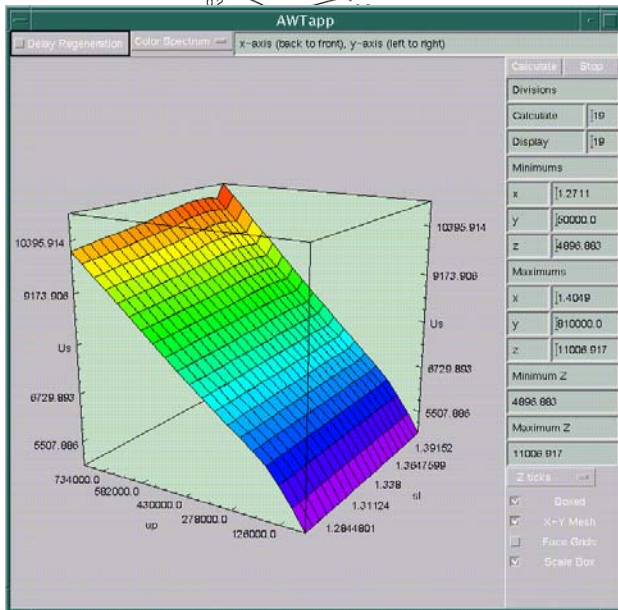 AWTapp
Delay Regeneration
Color Spectrum
x-axis (back to front), y-axis (left to right)
Calculate
Stop
Divisions
Calculate
19
Display
19
Minimums
x
1.2711
y
50000.0
z
4896.883
Maximums
x
1.4049
y
810000.0
z
11006.917
Minimum Z
4896.883
Maximum Z
11006.917
Z ticks
Boxed
X-Y Mesh
Face Grids
Scale Box
10395.914
9173.906
Us
6729.893
5507.886
10395.914
9173.906
Us
6729.893
5507.886
734000.0
582000.0
430000.0
278000.0
126000.0
up
1.39152
1.3647599
1.338
1.31124
1.2844801
sl